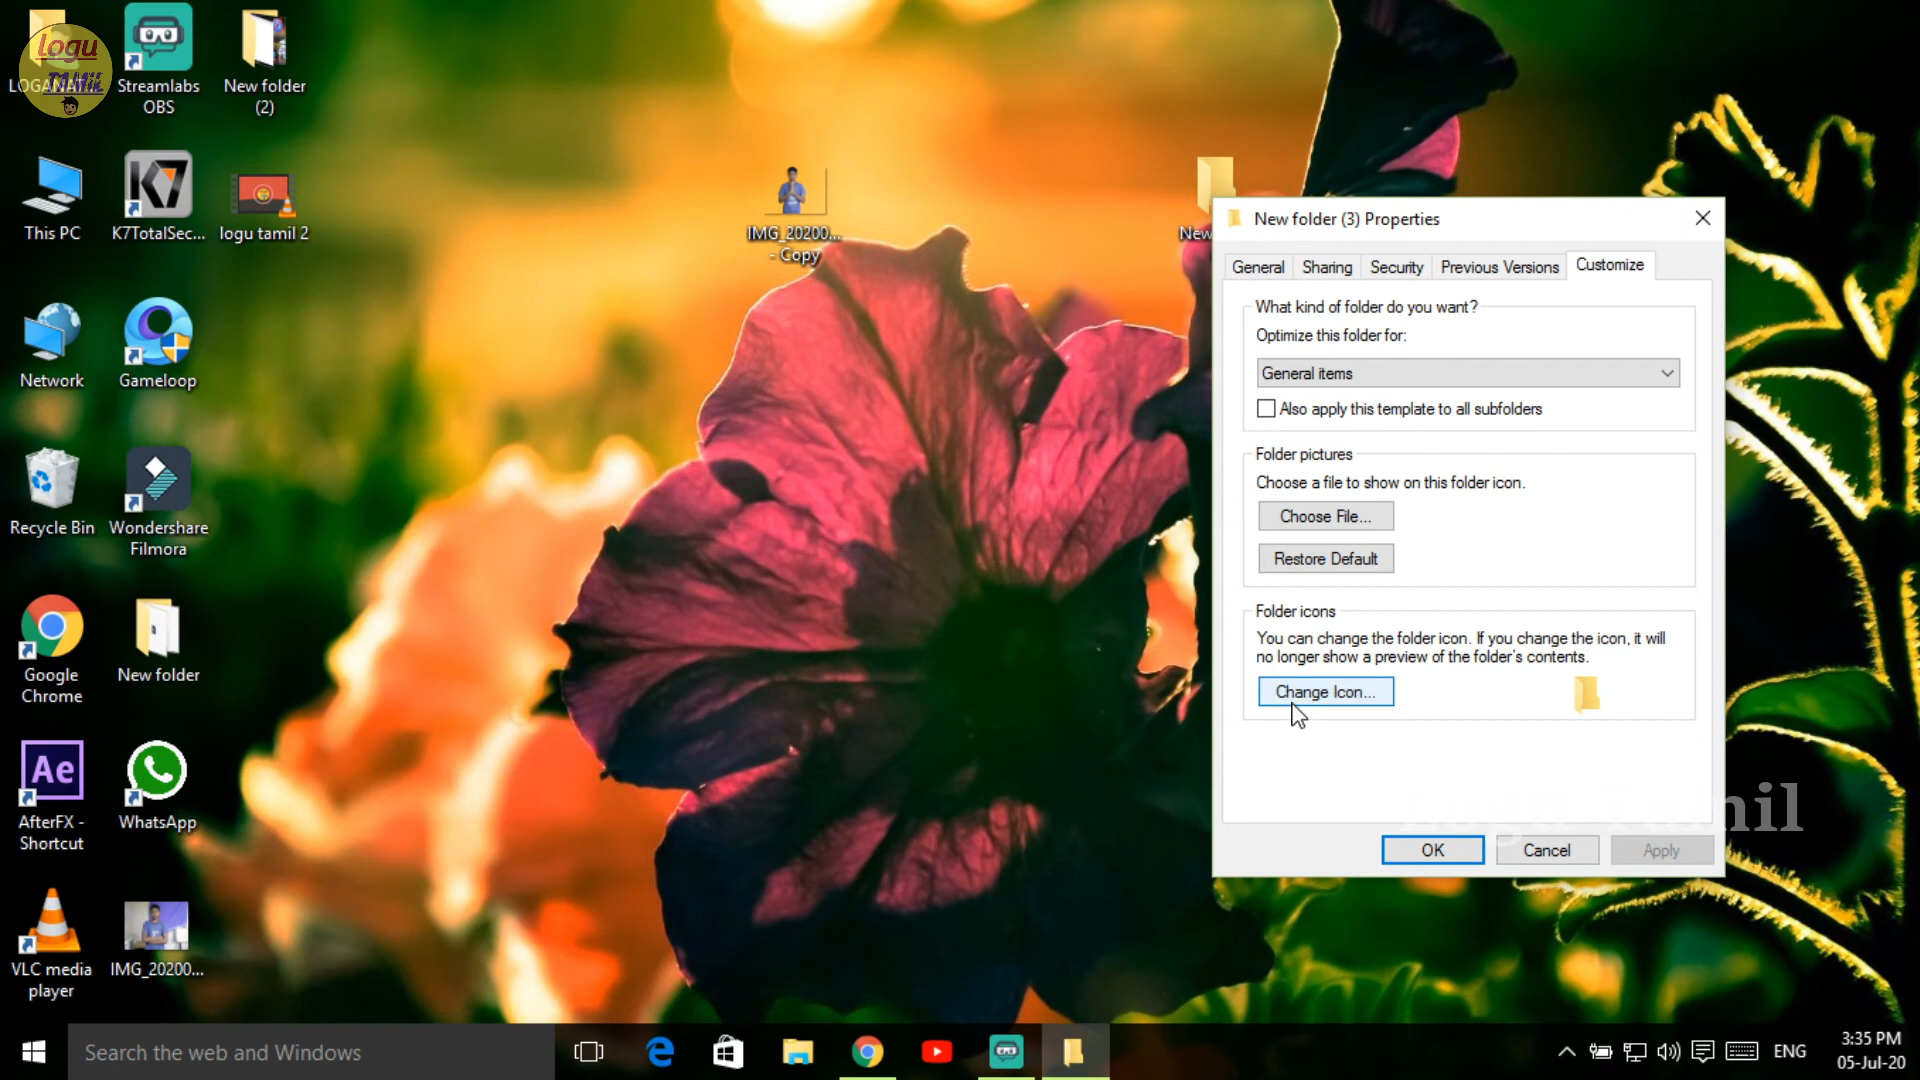 logu
TAMIL
LOGANAT...
Streamlabs
OBS
New folder
(2)
This PC
K7TotalSec...
logu tamil 2
IMG_20200...
- Copy
New
Network
Gameloop
Recycle Bin
Wondershare
Filmora
Google
Chrome
New folder
AfterFX -
Shortcut
WhatsApp
VLC media
player
IMG_20200...
New folder (3) Properties
General
Sharing
Security
Previous Versions
Customize
What kind of folder do you want?
Optimize this folder for:
General items
Also apply this template to all subfolders
Folder pictures
Choose a file to show on this folder icon.
Choose File...
Restore Default
Folder icons
You can change the folder icon. If you change the icon, it will
no longer show a preview of the folder's contents.
Change Icon...
Logu Tamil
OK
Cancel
Apply
Search the web and Windows
ENG
3:35 PM
05-Jul-20